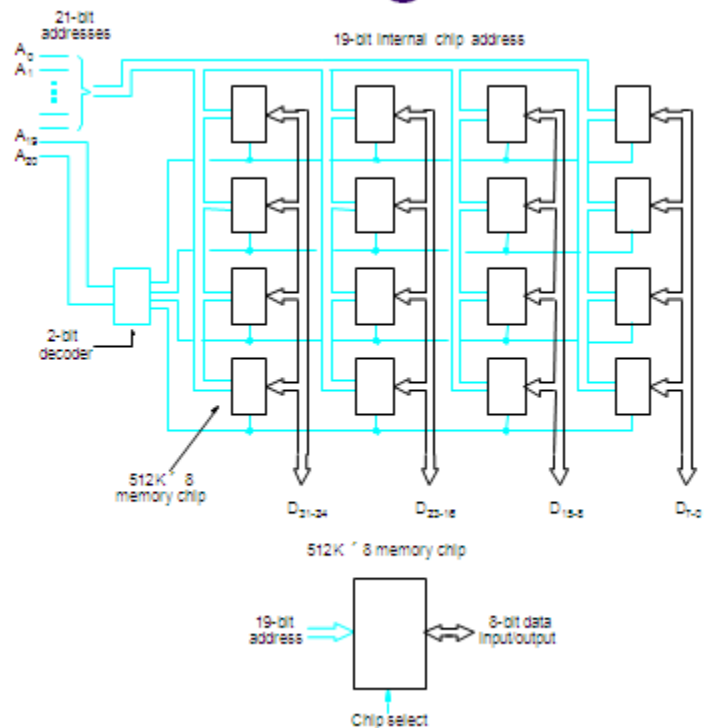 21-bit
addresses
19-bit internal chip address
A0
A1
A19
A20
2-bit
decoder
512K ´ 8
memory chip
D31-24
D23-16
D15-8
D7-0
512K ´ 8 memory chip
19-bit
address
8-bit data
input/output
Chip select